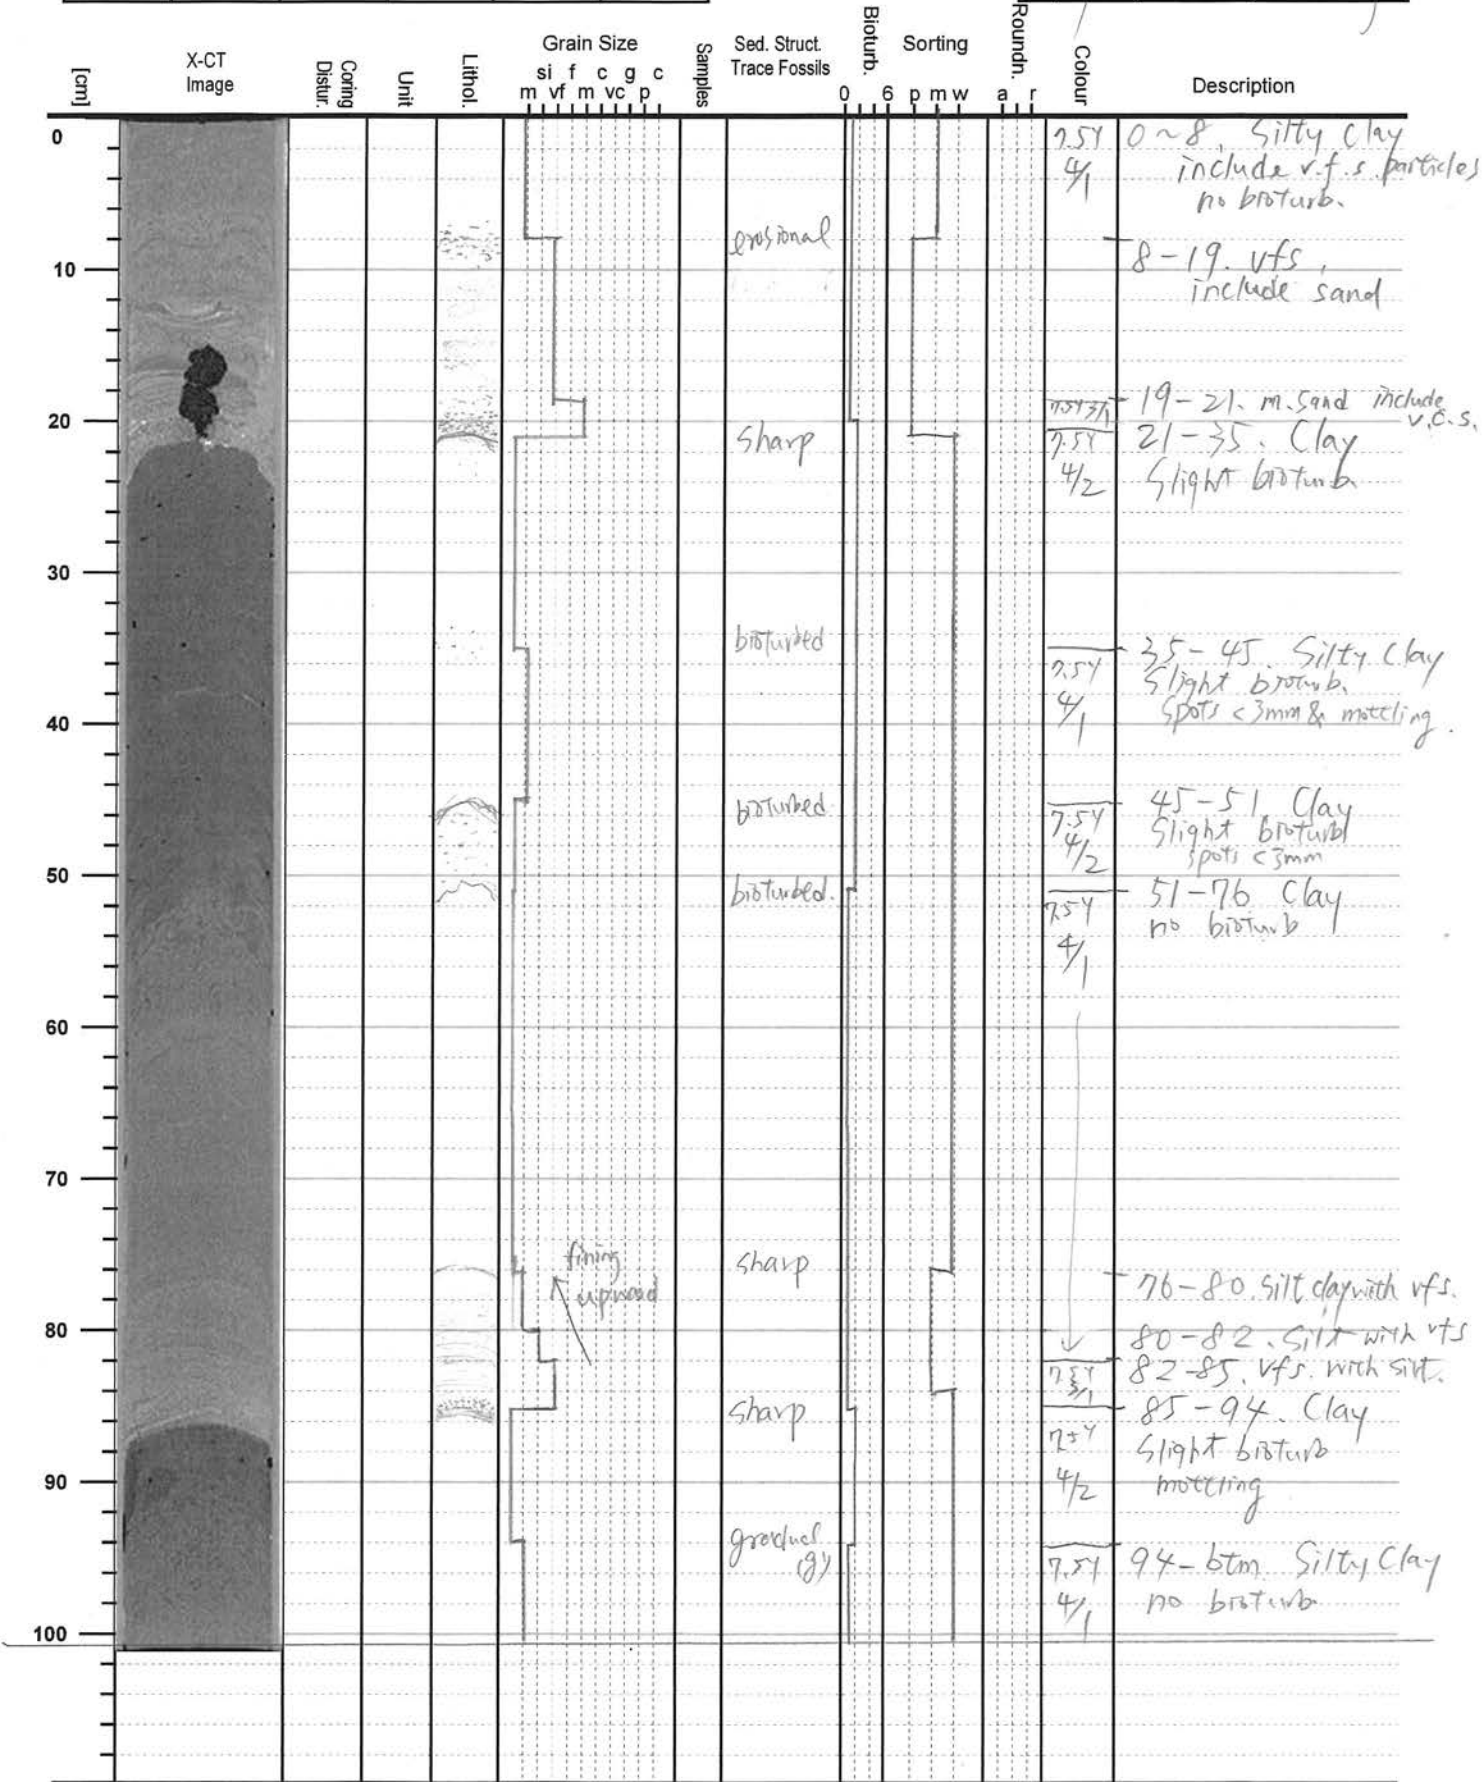 [cm]
X-CT
Image
Coring
Distur.
Unit
Lithol.
Grain Size
si f c g c
m vf m vc p
Samples
Sed. Struct.
Trace Fossils
Bioturb.
0 6
Sorting
p m w
Roundn.
a r
Colour
Description
0
7.5Y
4/1
0~8. Silty Clay
include v.f.s. particles
no bioturb.
erosional
8-19. vfs,
include sand
10
7.5Y 3/1
19-21. m. Sand include
v.c.s.
20
Sharp
7.5Y
4/2
21-35. Clay
Slight bioturb.
30
bioturbed
7.5Y
4/1
35-45. Silty Clay
Slight bioturb.
Spots <3mm & mottling.
40
bioturbed
7.5Y
4/2
45-51. Clay
Slight bioturb
spots <3mm
50
bioturbed.
7.5Y
4/1
51-76 Clay
no bioturb
60
70
fining
upward
Sharp
76-80. Silt clay with vfs.
80
80-82. Silt with vfs
7.5Y
3/1
82-85. vfs. with silt.
Sharp
7.5Y
4/2
85-94. Clay
Slight bioturb
mottling
90
gradual
(g)
7.5Y
4/1
94-btm. Silty Clay
no bioturb
100